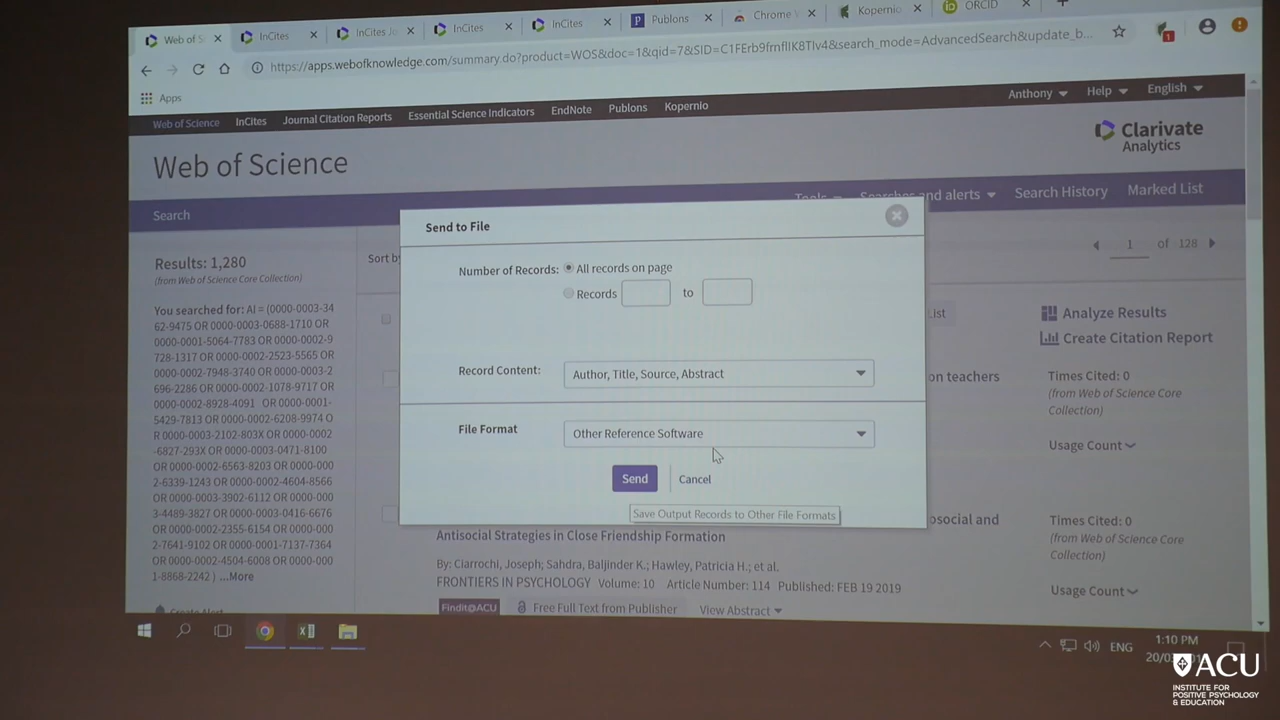 Web of S
InCites
InCites Jo
InCites
InCites
Publons
Chrome
Kopernio
ORCID
https://apps.webofknowledge.com/summary.do?product=WOS&doc=1&qid=7&SID=C1FErb9fmflIK8Tlv4&search_mode=AdvancedSearch&update_b...
1
Apps
Web of Science InCites Journal Citation Reports Essential Science Indicators EndNote Publons Kopernio
Anthony Help English
Web of Science
Clarivate
Analytics
Search
Tools Searches and alerts Search History Marked List
Results: 1,280
(from Web of Science Core Collection)
You searched for: AI = (0000-0003-34
62-9475 OR 0000-0003-0688-1710 OR
0000-0001-5064-7783 OR 0000-0002-9
728-1317 OR 0000-0002-2523-5565 OR
0000-0002-7948-3740 OR 0000-0003-2
696-2286 OR 0000-0002-1078-9717 OR
0000-0002-8928-4091 OR 0000-0001-
5429-7813 OR 0000-0002-6208-9974 O
R 0000-0003-2102-803X OR 0000-0002
-6827-293X OR 0000-0003-0471-8100
OR 0000-0002-6563-8203 OR 0000-000
2-6339-1243 OR 0000-0002-4604-8566
OR 0000-0003-3902-6112 OR 0000-000
3-4489-3827 OR 0000-0003-0416-6676
OR 0000-0002-2355-6154 OR 0000-000
2-7641-9102 OR 0000-0001-7137-7364
OR 0000-0002-4504-6008 OR 0000-000
1-8868-2242 ) ...More
Create Alert
Sort by
Send to File
Number of Records: All records on page
Records to
Record Content: Author, Title, Source, Abstract
File Format Other Reference Software
Send Cancel
Save Output Records to Other File Formats
1 of 128
List
Analyze Results
Create Citation Report
on teachers
Times Cited: 0
(from Web of Science Core
Collection)
Usage Count
osocial and
Antisocial Strategies in Close Friendship Formation
By: Ciarrochi, Joseph; Sahdra, Baljinder K.; Hawley, Patricia H.; et al.
FRONTIERS IN PSYCHOLOGY Volume: 10 Article Number: 114 Published: FEB 19 2019
Findit@ACU Free Full Text from Publisher View Abstract
Times Cited: 0
(from Web of Science Core
Collection)
Usage Count
ENG
1:10 PM
ACU
INSTITUTE FOR
POSITIVE PSYCHOLOGY
& EDUCATION